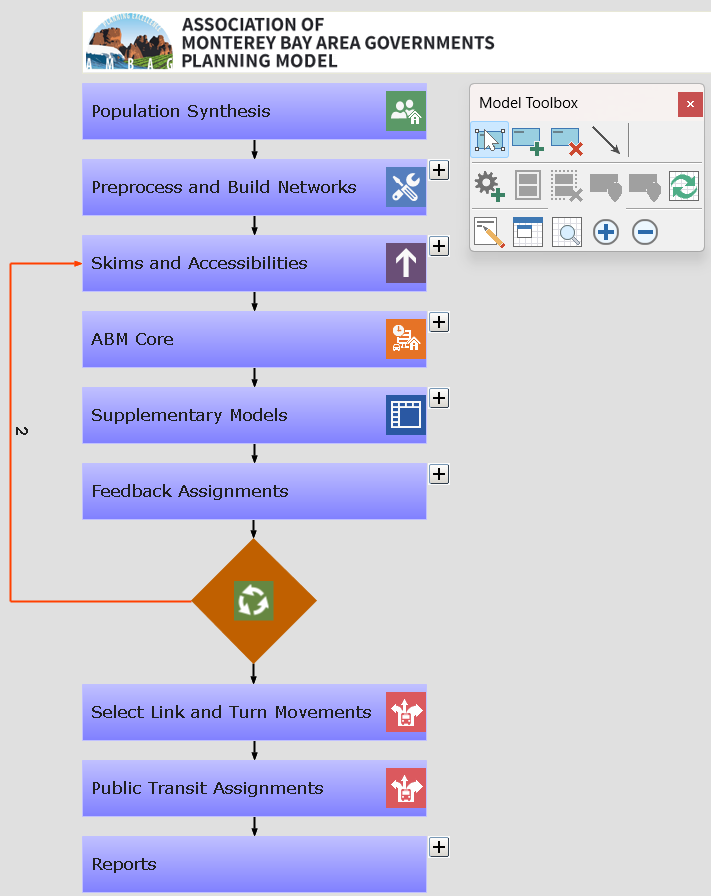 ASSOCIATION OF
MONTEREY BAY AREA GOVERNMENTS
PLANNING MODEL
AMBAG
Population Synthesis
Model Toolbox
Preprocess and Build Networks
Skims and Accessibilities
ABM Core
Supplementary Models
2
Feedback Assignments
Select Link and Turn Movements
Public Transit Assignments
Reports